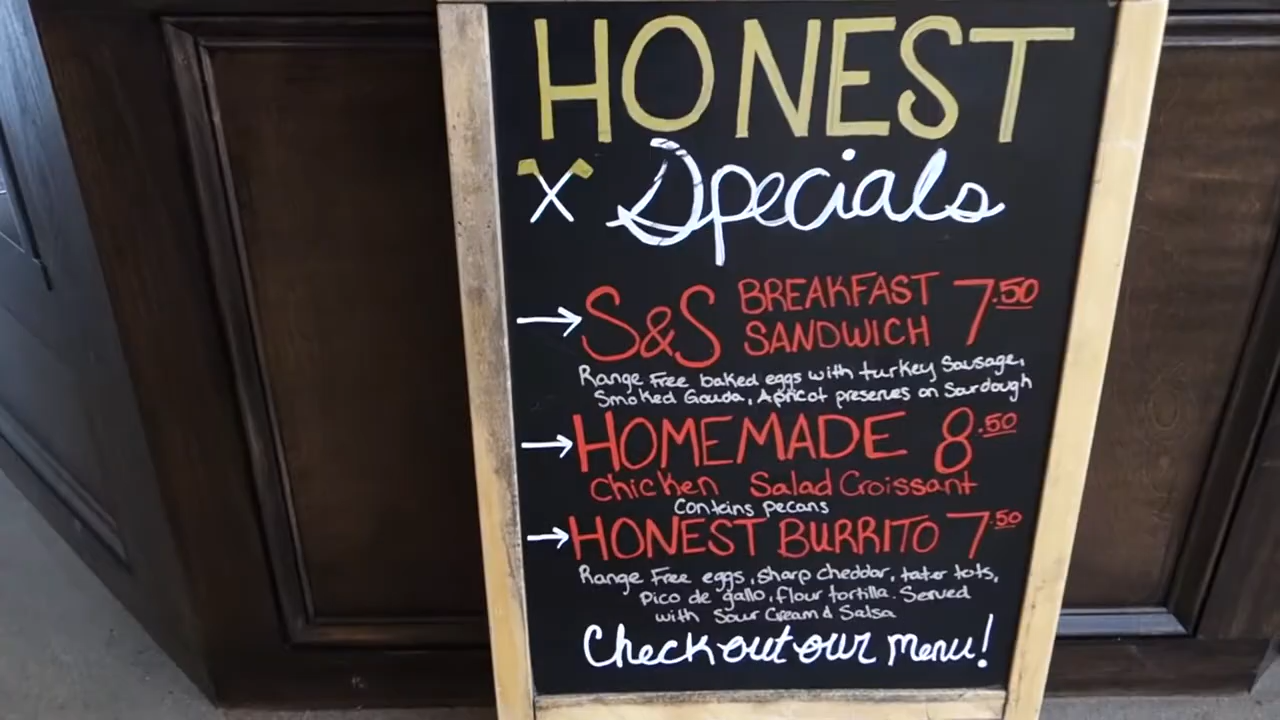 HONEST
Specials
S&S BREAKFAST SANDWICH 7.50
Range Free baked eggs with turkey Sausage,
Smoked Gouda, Apricot preserves on Sourdough
HOMEMADE 8.50
Chicken Salad Croissant
Contains pecans
HONEST BURRITO 7.50
Range Free eggs, sharp cheddar, tater tots,
Pico de gallo, flour tortilla. Served
with Sour Cream & Salsa
Check out our menu!